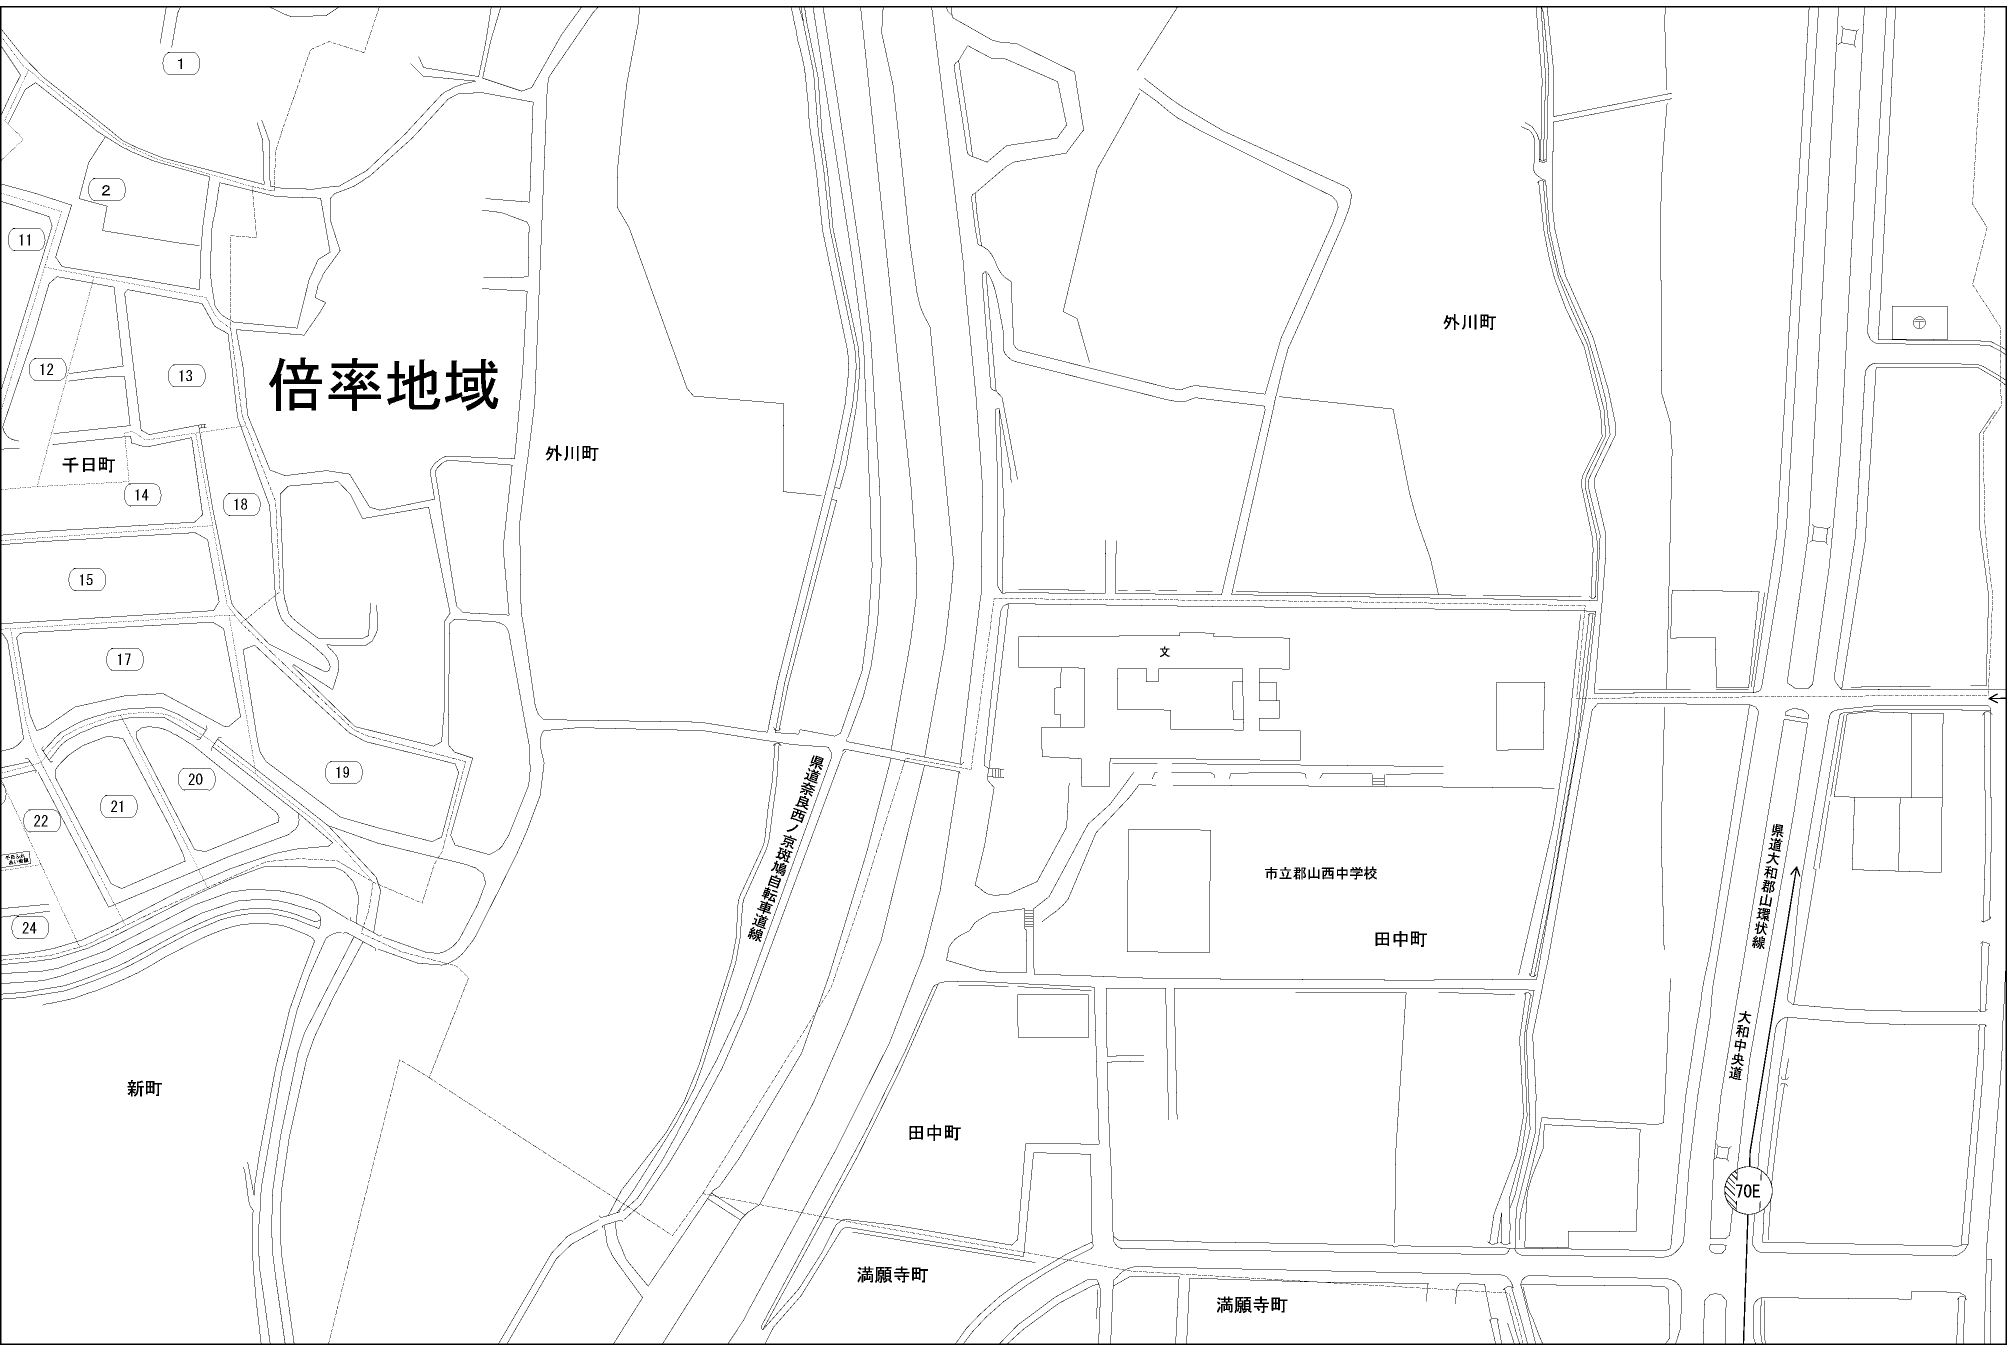 1
2
11
外川町
12
13
倍率地域
外川町
千日町
14
18
15
文
17
19
20
21
22
県道奈良西ノ京斑鳩自転車道線
県道大和郡山環状線
市立郡山西中学校
24
田中町
大和中央道
新町
田中町
70E
満願寺町
満願寺町